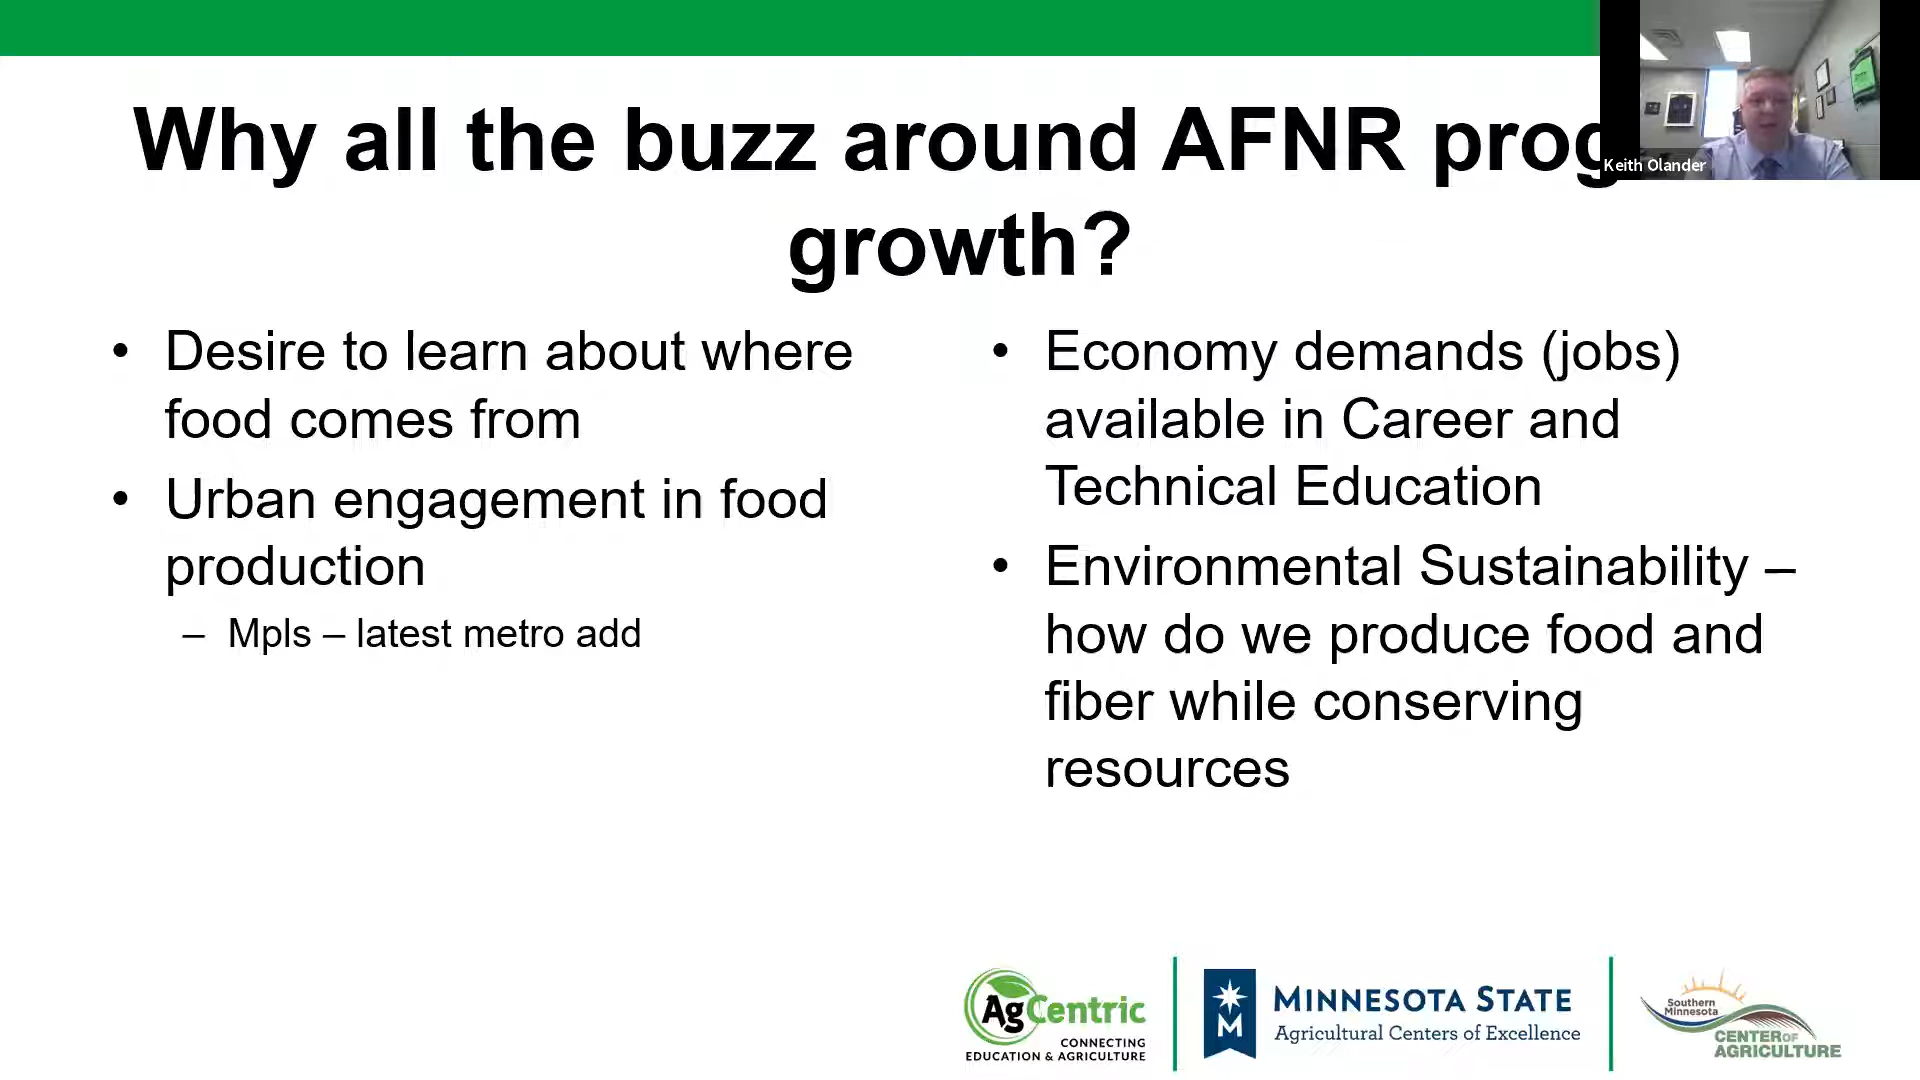 Why all the buzz around AFNR prog
growth?
Keith Olander
• Desire to learn about where
food comes from
• Urban engagement in food
production
– Mpls – latest metro add
• Economy demands (jobs)
available in Career and
Technical Education
• Environmental Sustainability –
how do we produce food and
fiber while conserving
resources
AgCentric
CONNECTING
EDUCATION & AGRICULTURE
M
MINNESOTA STATE
Agricultural Centers of Excellence
Southern
Minnesota
CENTER OF
AGRICULTURE